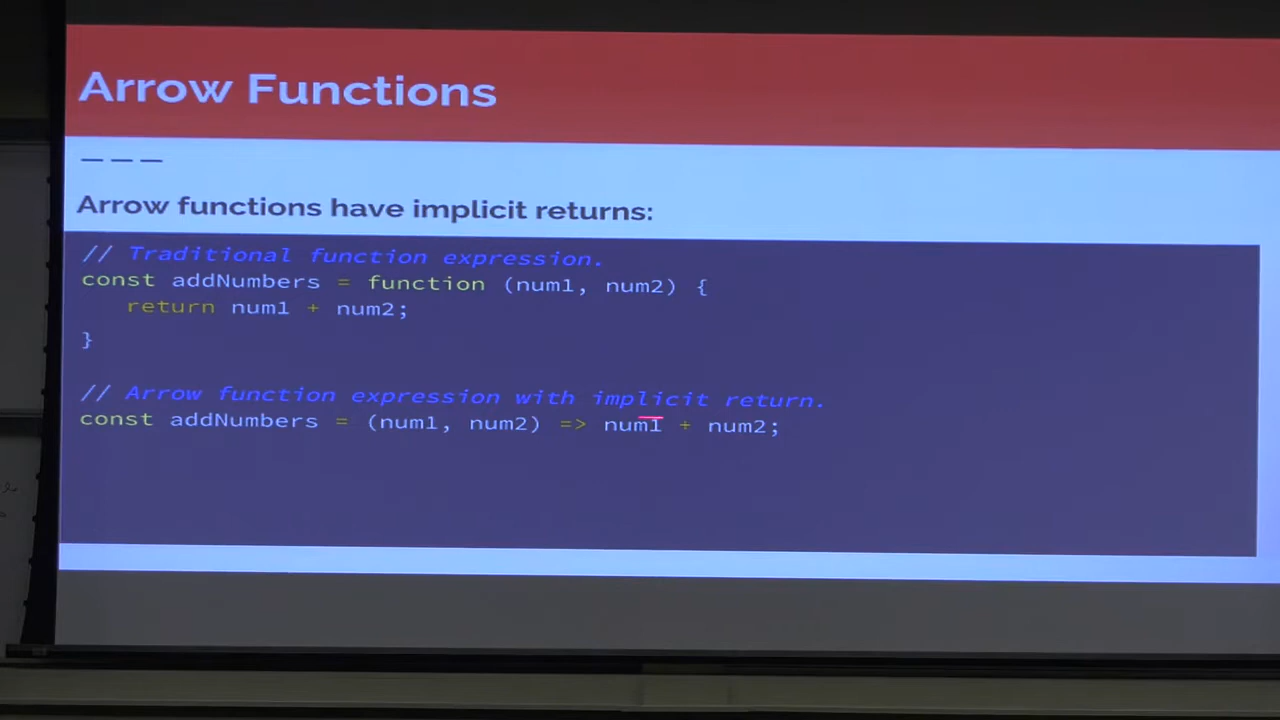 Arrow Functions
Arrow functions have implicit returns:
// Traditional function expression.
const addNumbers = function (num1, num2) {
return num1 + num2;
}
// Arrow function expression with implicit return.
const addNumbers = (num1, num2) => num1 + num2;